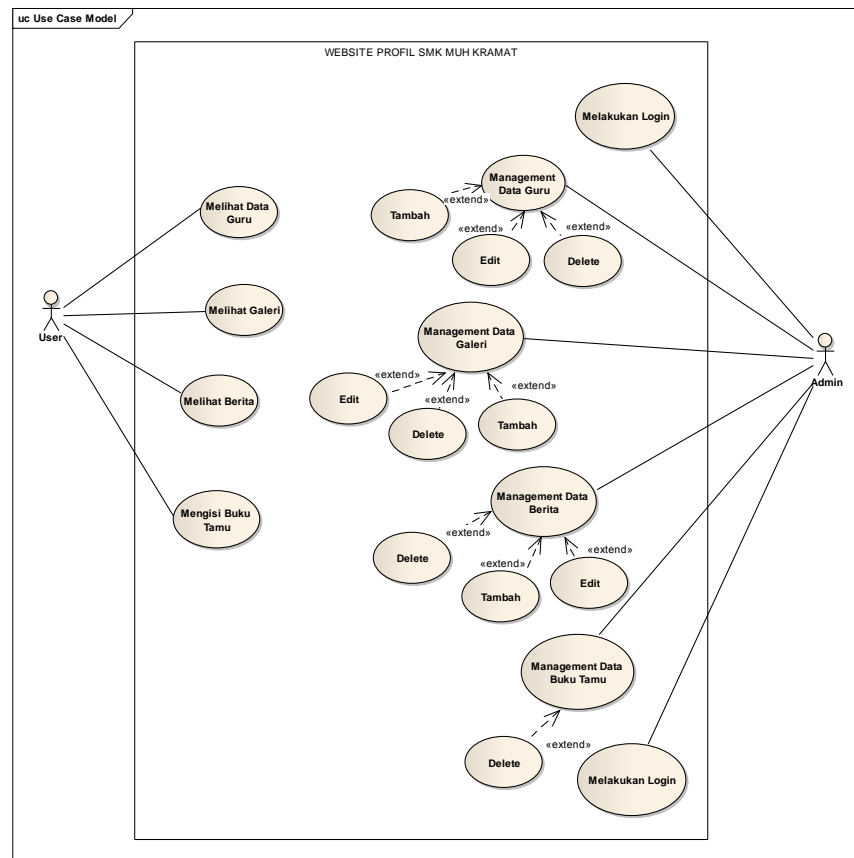 uc Use Case Model
WEBSITE PROFIL SMK MUH KRAMAT
Melakukan Login
Management
Data Guru
«extend»
Tambah
«extend»
Edit
«extend»
Delete
Melihat Data
Guru
Melihat Galeri
User
Melihat Berita
Mengisi Buku
Tamu
Management Data
Galeri
«extend»
Edit
«extend»
Delete
«extend»
Tambah
Admin
Management Data
Berita
«extend»
Delete
«extend»
Tambah
«extend»
Edit
Management Data
Buku Tamu
«extend»
Delete
Melakukan Login